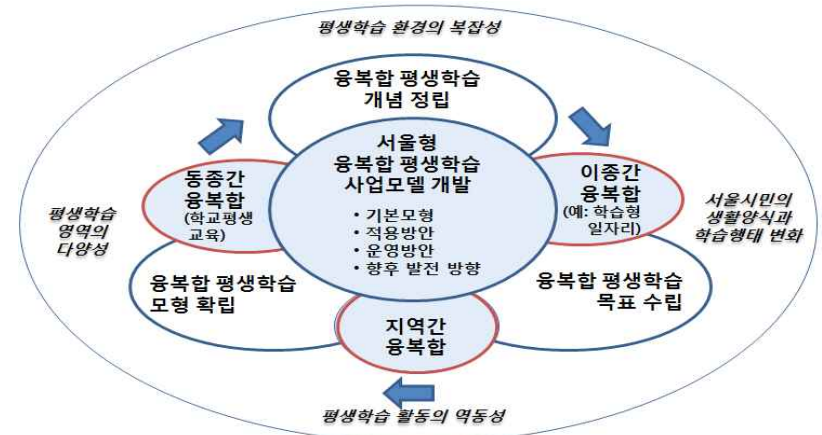 평생학습 환경의 복잡성
융복합 평생학습
개념 정립
서울형
융복합 평생학습
사업모델 개발
• 기본모형
• 적용방안
• 운영방안
• 향후 발전 방향
동종간
융복합
(학교평생
교육)
이종간
융복합
(예: 학습형
일자리)
평생학습
영역의
다양성
서울시민의
생활양식과
학습행태 변화
융복합 평생학습
모형 확립
융복합 평생학습
목표 수립
지역간
융복합
평생학습 활동의 역동성